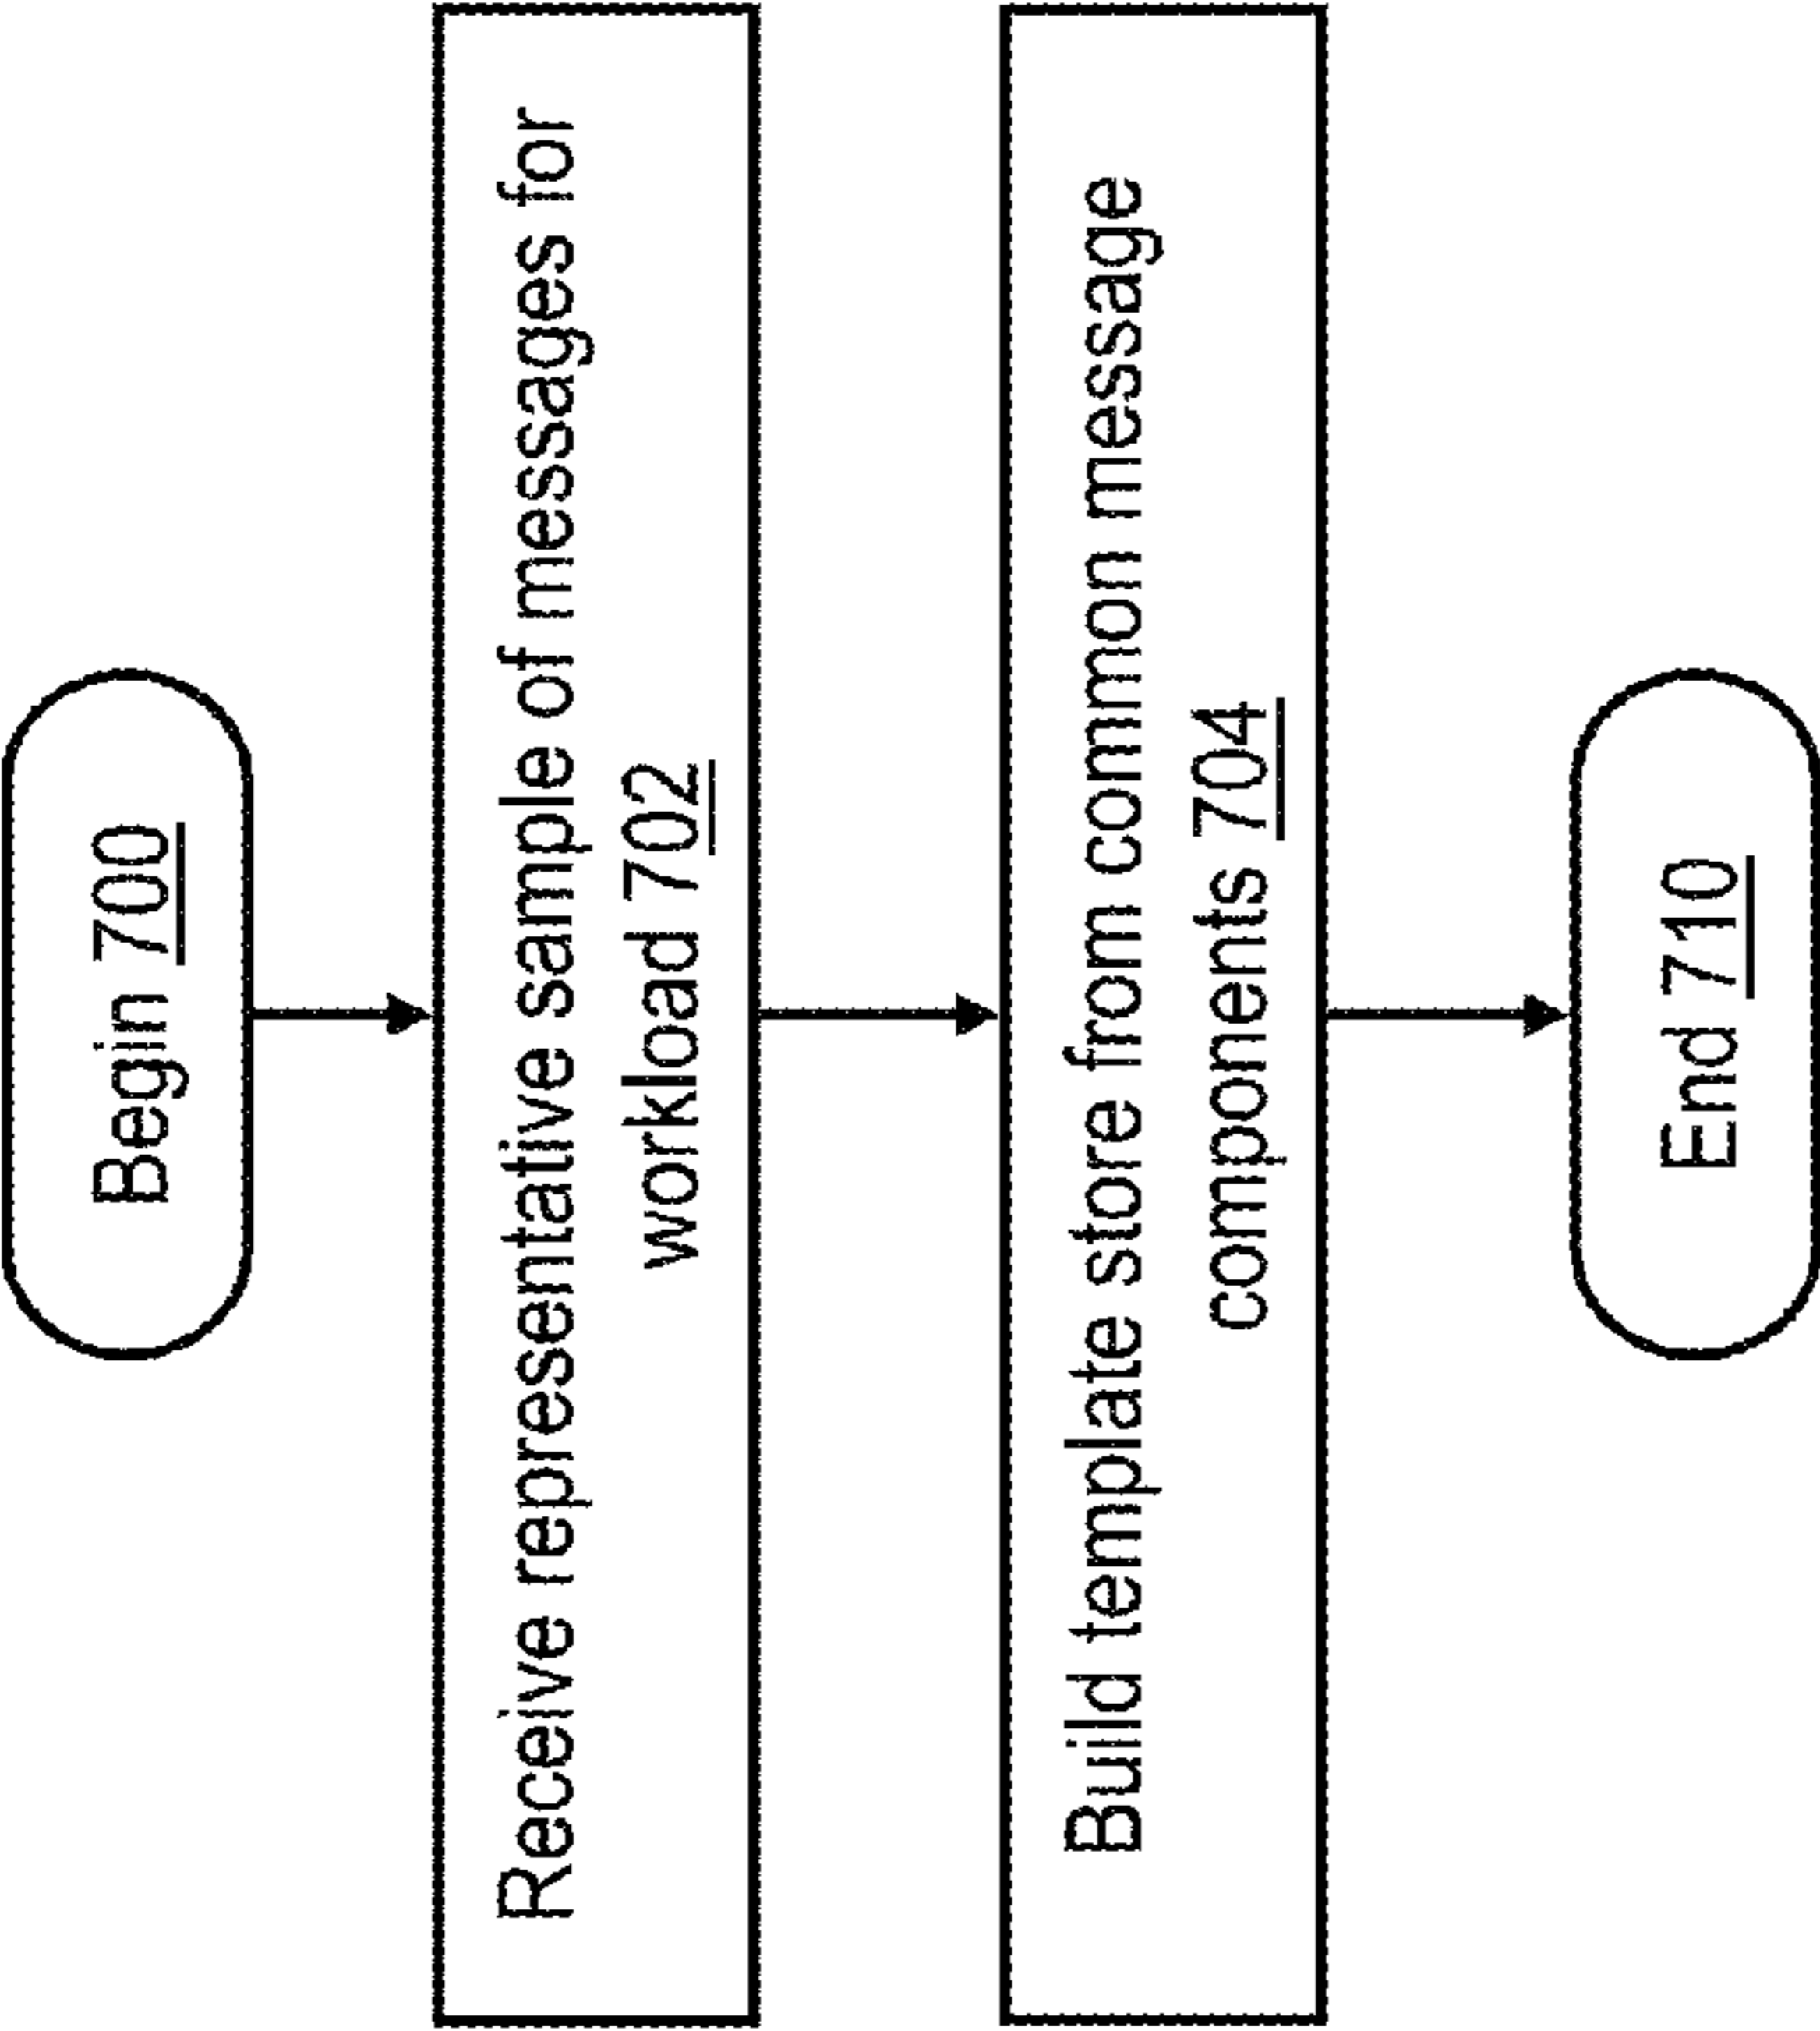 Begin 700
Receive representative sample of messages for
workload 702
Build template store from common message
components 704
End 710